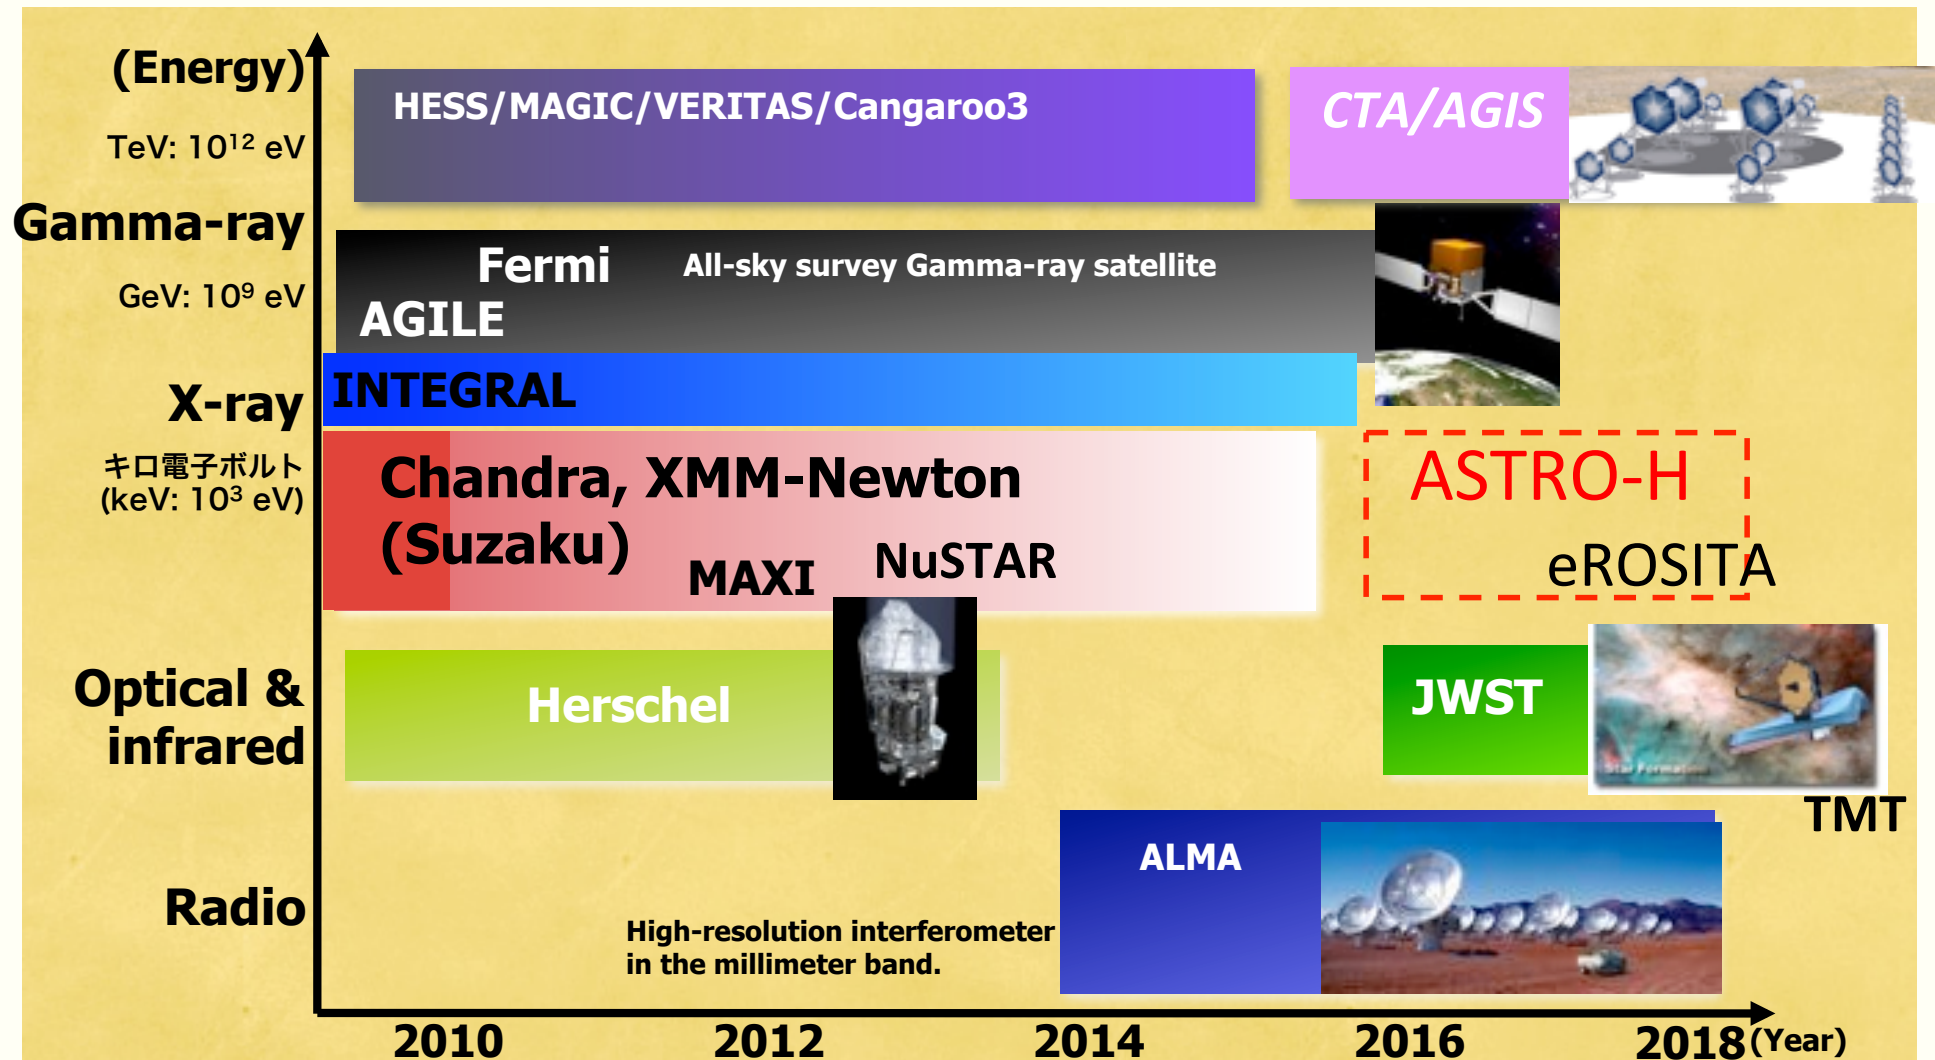 (Energy)
HESS/MAGIC/VERITAS/Cangaroo3
CTA/AGIS
TeV: 10¹² eV
Gamma-ray
Fermi
All-sky survey Gamma-ray satellite
GeV: 10⁹ eV
AGILE
X-ray
INTEGRAL
キロ電子ボルト
(keV: 10³ eV)
Chandra, XMM-Newton
(Suzaku)
MAXI
NuSTAR
ASTRO-H
eROSITA
Optical &
infrared
Herschel
JWST
Star Formation
TMT
Radio
ALMA
High-resolution interferometer
in the millimeter band.
2010 2012 2014 2016 2018 (Year)